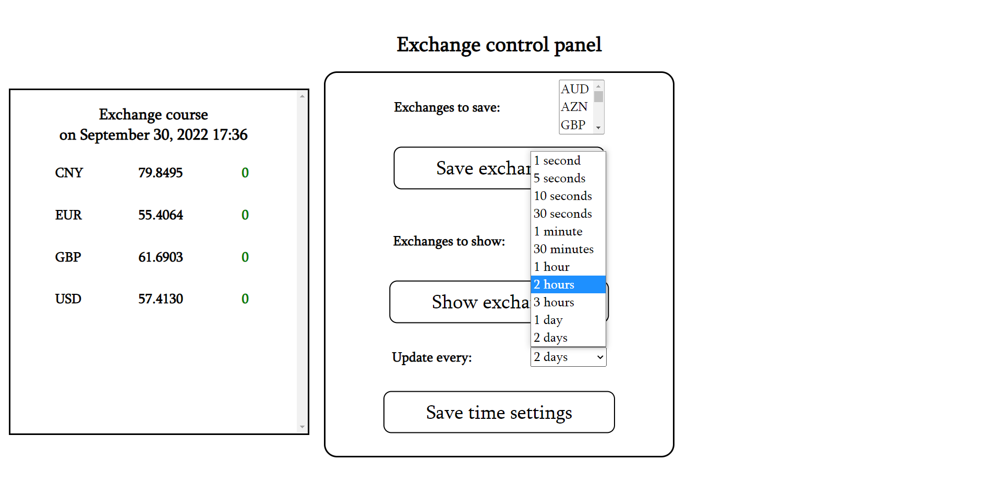 Exchange control panel
Exchange course
on September 30, 2022 17:36
CNY 79.8495 0
EUR 55.4064 0
GBP 61.6903 0
USD 57.4130 0
Exchanges to save:
AUD
AZN
GBP
Save
Exchanges to show:
Show
1 second
5 seconds
10 seconds
30 seconds
1 minute
30 minutes
1 hour
2 hours
3 hours
1 day
2 days
Update every: 2 days
Save time settings